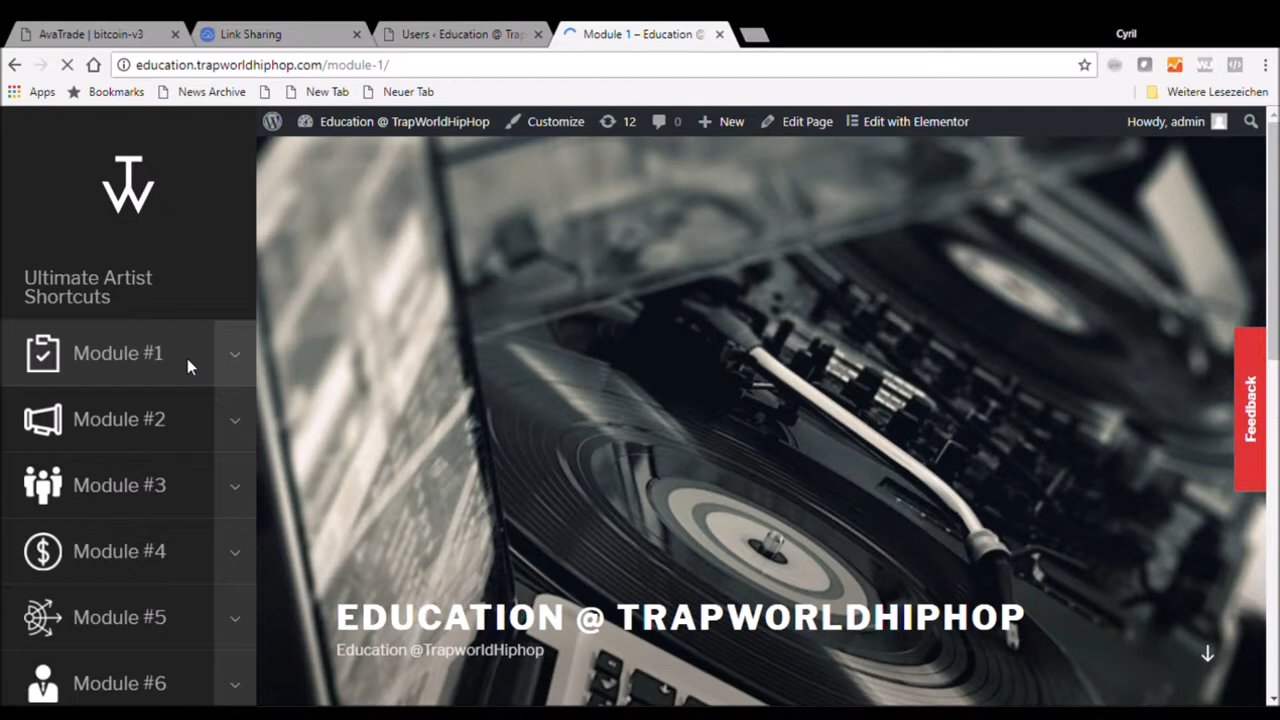 AvaTrade | bitcoin-v3
Link Sharing
Users ‹ Education @ Trap
Module 1 – Education @
Cyril
education.trapworldhiphop.com/module-1/
Apps
Bookmarks
News Archive
New Tab
Neuer Tab
Weitere Lesezeichen
Education @ TrapWorldHipHop
Customize
12
0
New
Edit Page
Edit with Elementor
Howdy, admin
TW
Ultimate Artist
Shortcuts
Module #1
Module #2
Module #3
Module #4
Module #5
Module #6
Feedback
EDUCATION @ TRAPWORLDHIPHOP
Education @TrapworldHiphop